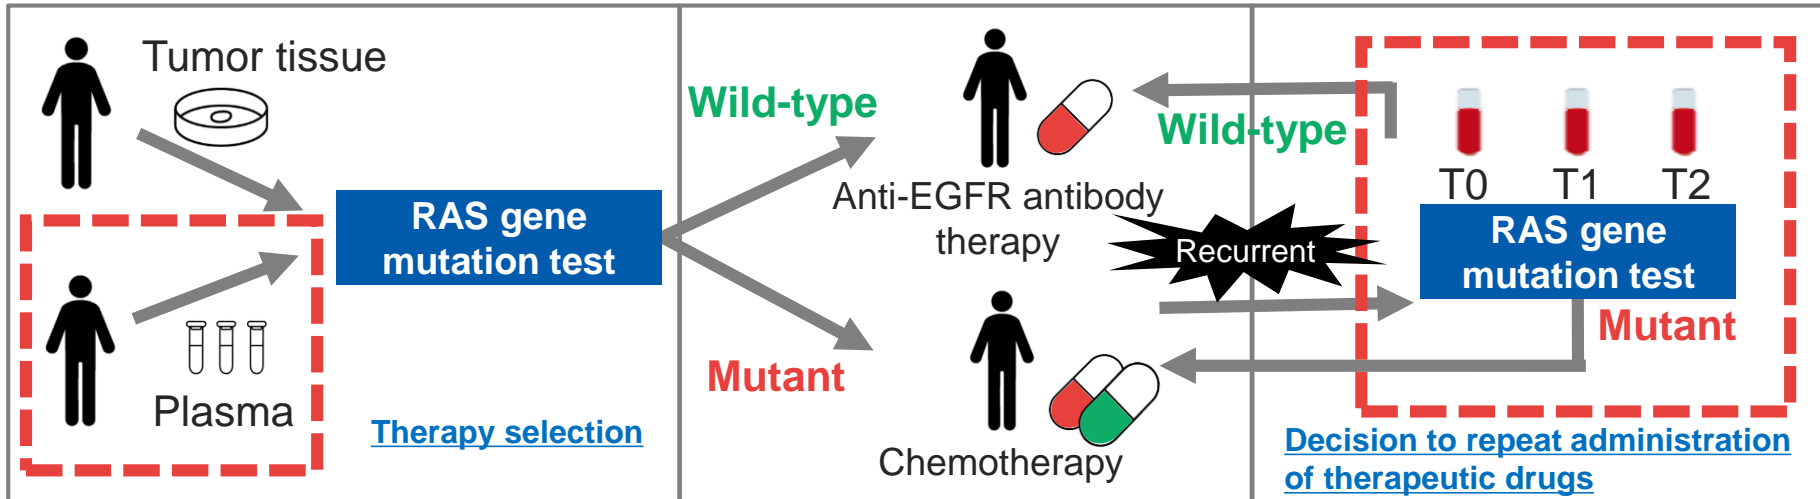 Tumor tissue
RAS gene
mutation test
Plasma
Therapy selection
Wild-type
Mutant
Anti-EGFR antibody
therapy
Chemotherapy
Recurrent
Wild-type
T0 T1 T2
RAS gene
mutation test
Mutant
Decision to repeat administration
of therapeutic drugs